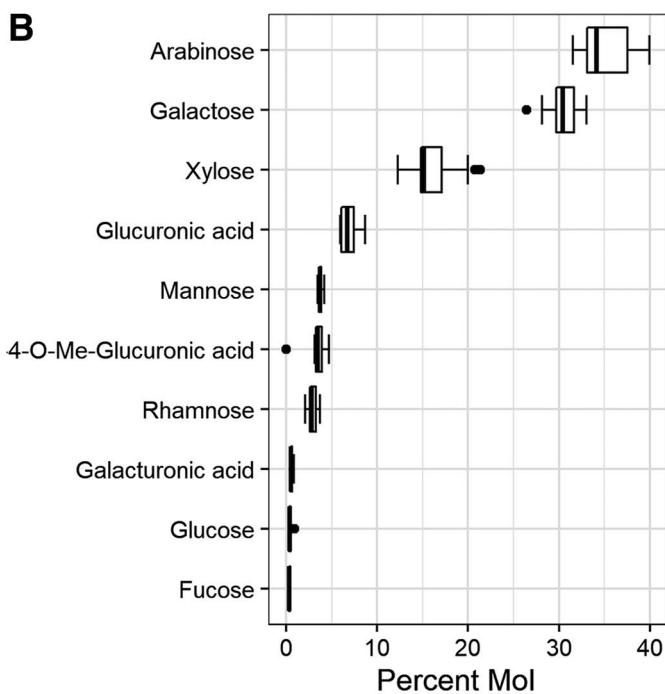 B
Arabinose
Galactose
Xylose
Glucuronic acid
Mannose
4-O-Me-Glucuronic acid
Rhamnose
Galacturonic acid
Glucose
Fucose
0 10 20 30 40
Percent Mol